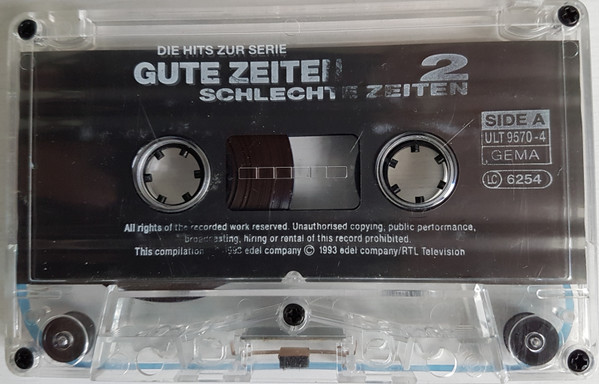 DIE HITS ZUR SERIE
GUTE ZEITEN 2
SCHLECHTE ZEITEN
SIDE A
ULT 9570-4
GEMA
LC 6254
All rights of the recorded work reserved. Unauthorised copying, public performance,
broadcasting, hiring or rental of this record prohibited.
This compilation 1993 edel company © 1993 edel company/RTL Television